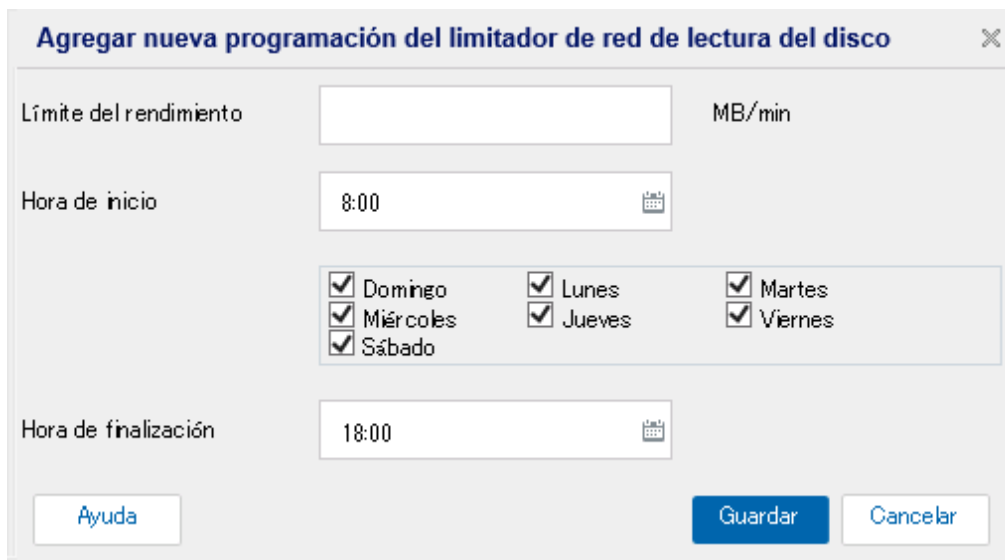 Agregar nueva programación del limitador de red de lectura del disco
Límite del rendimiento MB/min
Hora de inicio 8:00
Domingo Lunes Martes
Miércoles Jueves Viernes
Sábado
Hora de finalización 18:00
Ayuda Guardar Cancelar